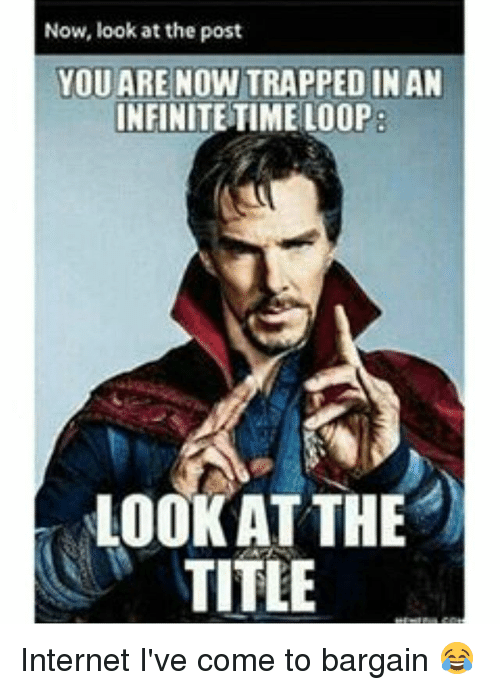 Now, look at the post
YOU ARE NOW TRAPPED IN AN
INFINITE TIME LOOP:
LOOK AT THE
TITLE
Internet I've come to bargain 😂